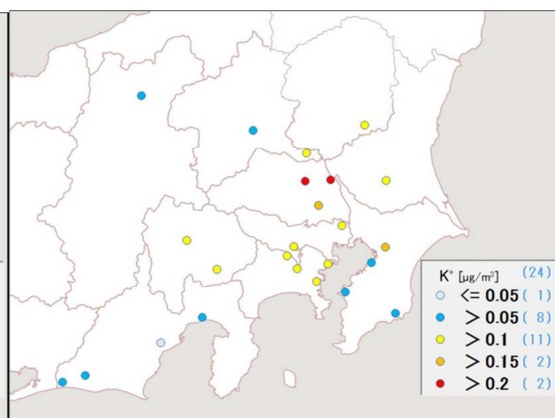 K⁺ [µg/m³] (24)
<= 0.05 ( 1)
> 0.05 ( 8)
> 0.1 (11)
> 0.15 ( 2)
> 0.2 ( 2)